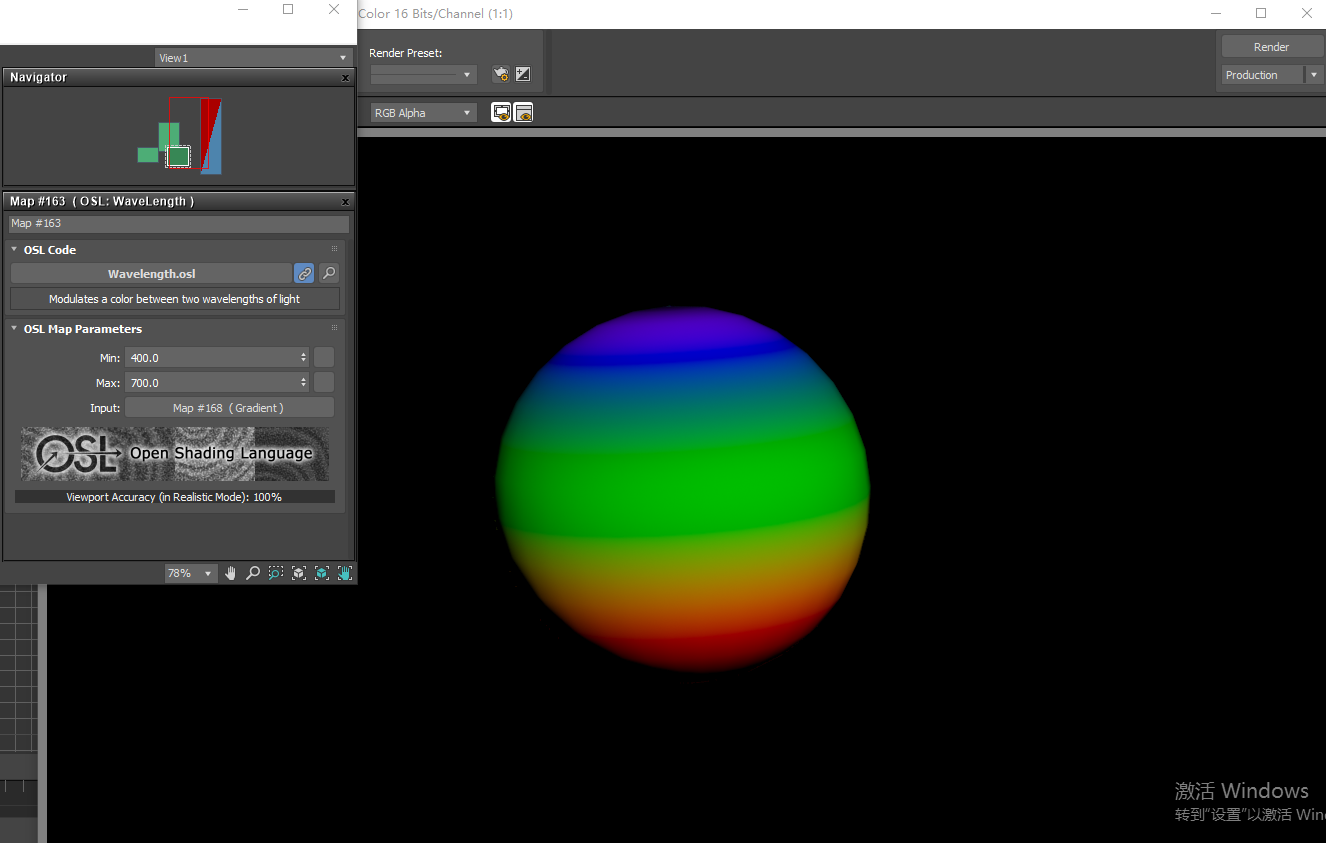 Color 16 Bits/Channel (1:1)
View1
Navigator
x
Map #163 ( OSL: WaveLength )
x
Map #163
OSL Code
Wavelength.osl
Modulates a color between two wavelengths of light
OSL Map Parameters
Min: 400.0
Max: 700.0
Input: Map #168 ( Gradient )
OSL Open Shading Language
Viewport Accuracy (in Realistic Mode): 100%
78%
Render Preset:
Render
Production
RGB Alpha
激活 Windows
转到"设置"以激活 Win